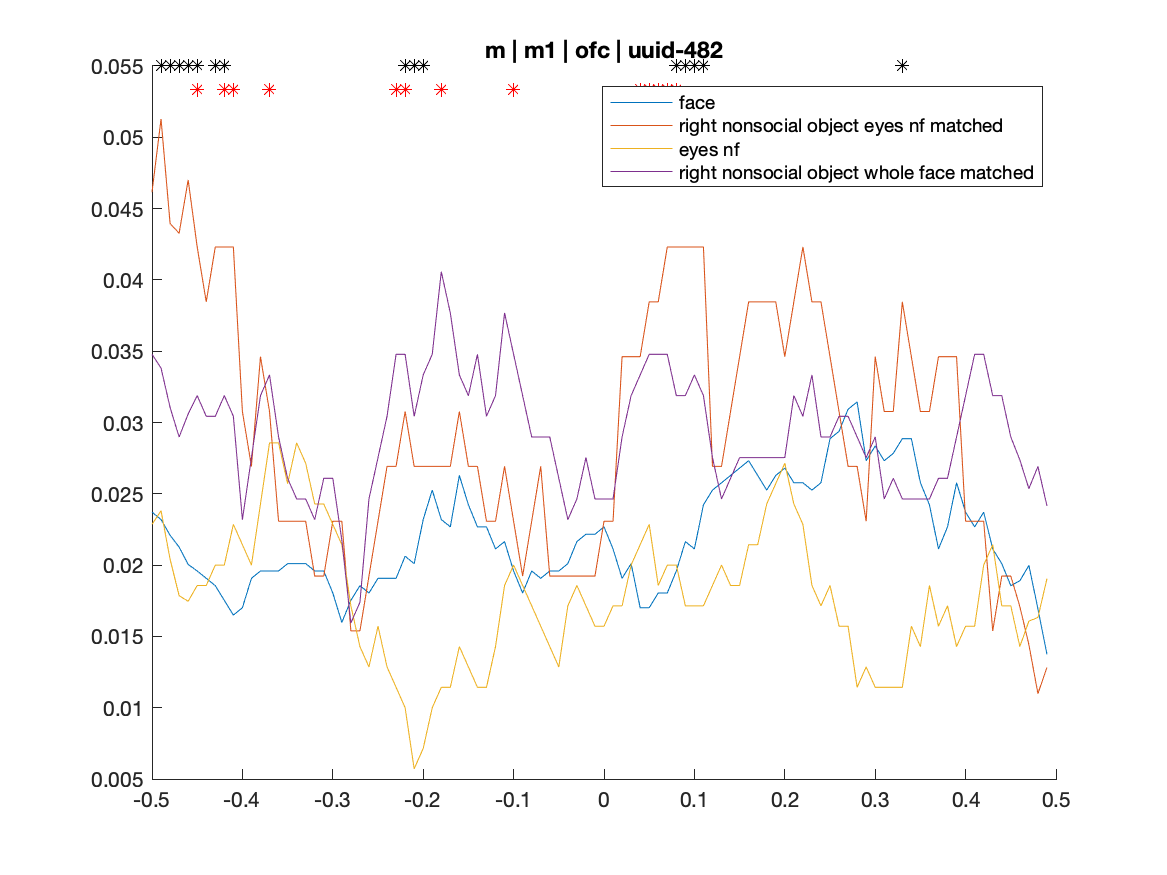 m | m1 | ofc | uuid-482
0.055
0.05
0.045
0.04
0.035
0.03
0.025
0.02
0.015
0.01
0.005
face
right nonsocial object eyes nf matched
eyes nf
right nonsocial object whole face matched
-0.5 -0.4 -0.3 -0.2 -0.1 0 0.1 0.2 0.3 0.4 0.5